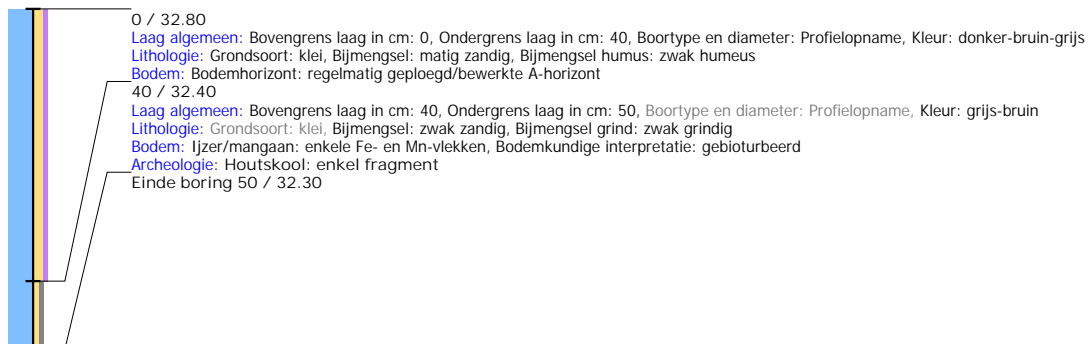 0 / 32.80
Laag algemeen: Bovengrens laag in cm: 0, Ondergrens laag in cm: 40, Boortype en diameter: Profielopname, Kleur: donker-bruin-grijs
Lithologie: Grondsoort: klei, Bijmengsel: matig zandig, Bijmengsel humus: zwak humeus
Bodem: Bodemhorizont: regelmatig geploegd/bewerkte A-horizont
40 / 32.40
Laag algemeen: Bovengrens laag in cm: 40, Ondergrens laag in cm: 50, Boortype en diameter: Profielopname, Kleur: grijs-bruin
Lithologie: Grondsoort: klei, Bijmengsel: zwak zandig, Bijmengsel grind: zwak grindig
Bodem: Ijzer/mangaan: enkele Fe- en Mn-vlekken, Bodemkundige interpretatie: gebioturbeerd
Archeologie: Houtskool: enkel fragment
Einde boring 50 / 32.30